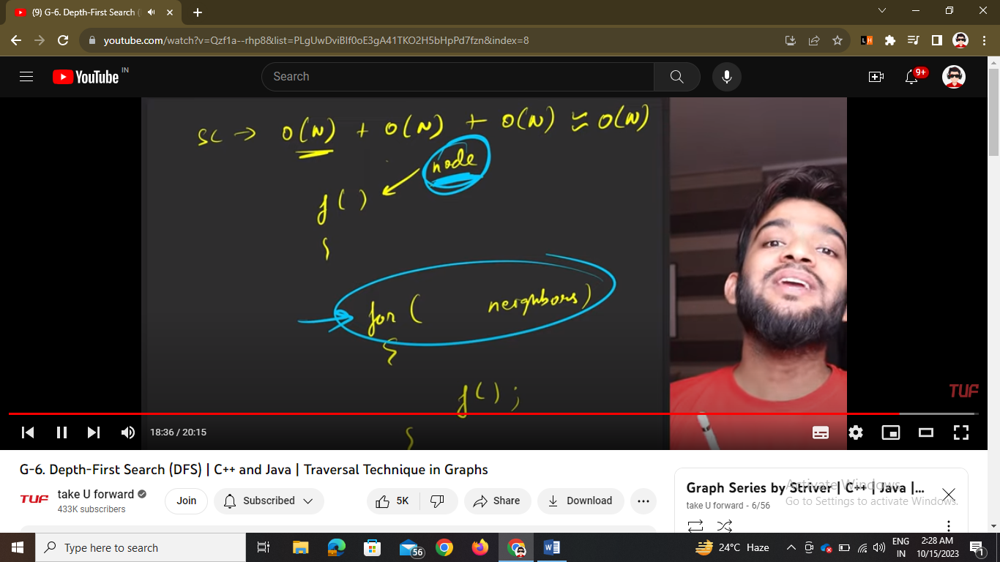 (9) G-6. Depth-First Search (
youtube.com/watch?v=Qzf1a--rhp8&list=PLgUwDviBIf0oE3gA41TKO2H5bHpPd7fzn&index=8
YouTube IN
Search
9+
SC → O(N) + O(N) + O(N) ≈ O(N)
node
f()
{
for( neighbors)
{
f();
}
TUF
18:36 / 20:15
G-6. Depth-First Search (DFS) | C++ and Java | Traversal Technique in Graphs
TUF
take U forward
433K subscribers
Join
Subscribed
5K
Share
Download
Graph Series by Striver | C++ | Java |...
take U forward - 6/56
Activate Windows
Go to Settings to activate Windows.
Type here to search
56
24°C Haze
ENG
IN
2:28 AM
10/15/2023
1